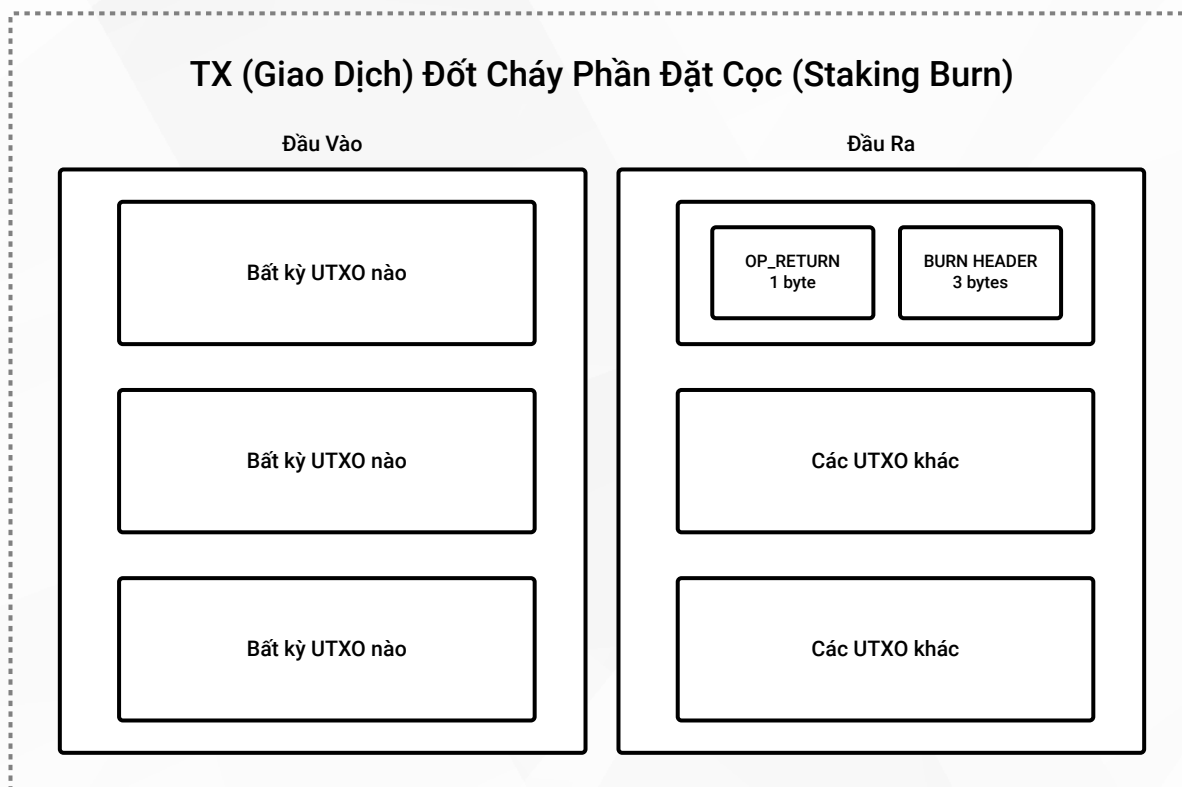 TX (Giao Dịch) Đốt Cháy Phần Đặt Cọc (Staking Burn)
Đầu Vào
Bất kỳ UTXO nào
Bất kỳ UTXO nào
Bất kỳ UTXO nào
Đầu Ra
OP_RETURN
1 byte
BURN HEADER
3 bytes
Các UTXO khác
Các UTXO khác